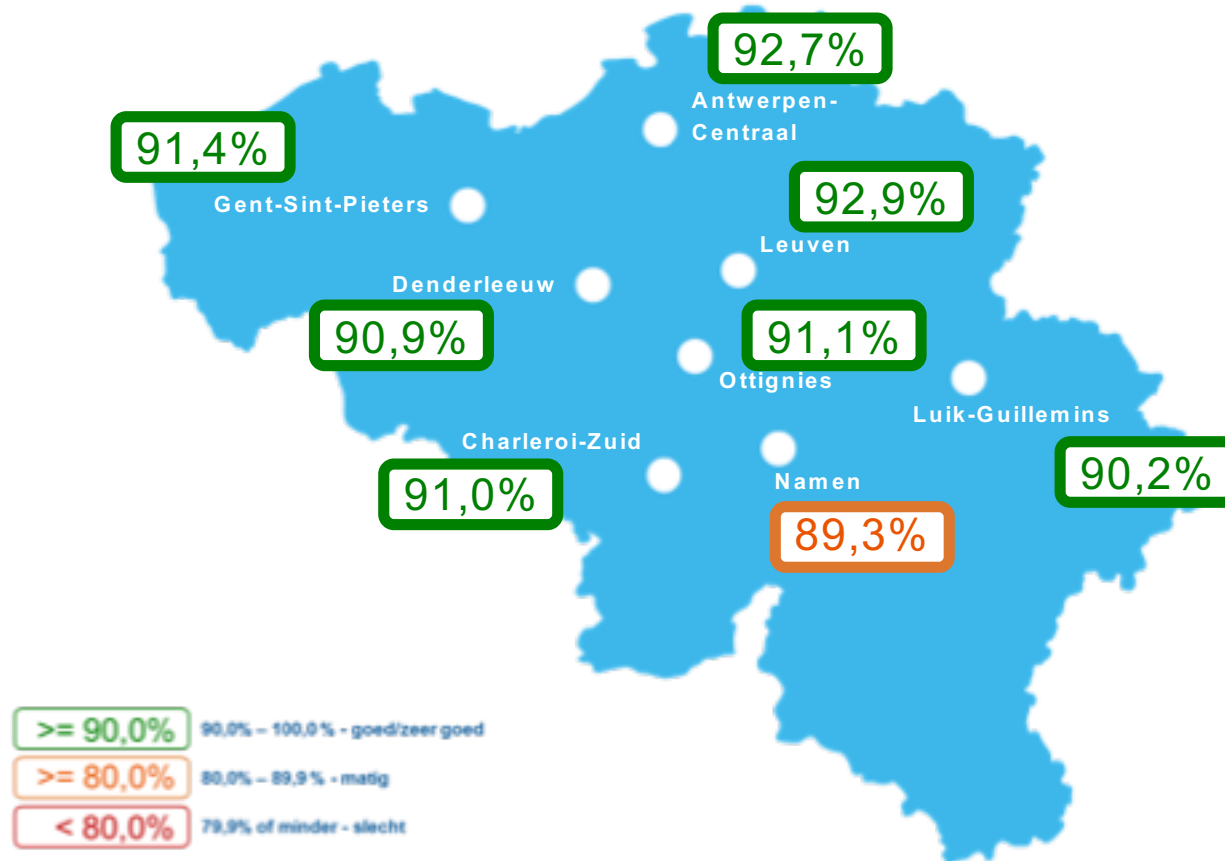 92,7%
Antwerpen-
Centraal
91,4%
Gent-Sint-Pieters
92,9%
Leuven
Denderleeuw
90,9%
91,1%
Ottignies
Luik-Guillemins
90,2%
Charleroi-Zuid
91,0%
Namen
89,3%
>= 90,0% 90,0% – 100,0 % - goed/zeer goed
>= 80,0% 80,0% – 89,9 % - matig
< 80,0% 79,9% of minder - slecht